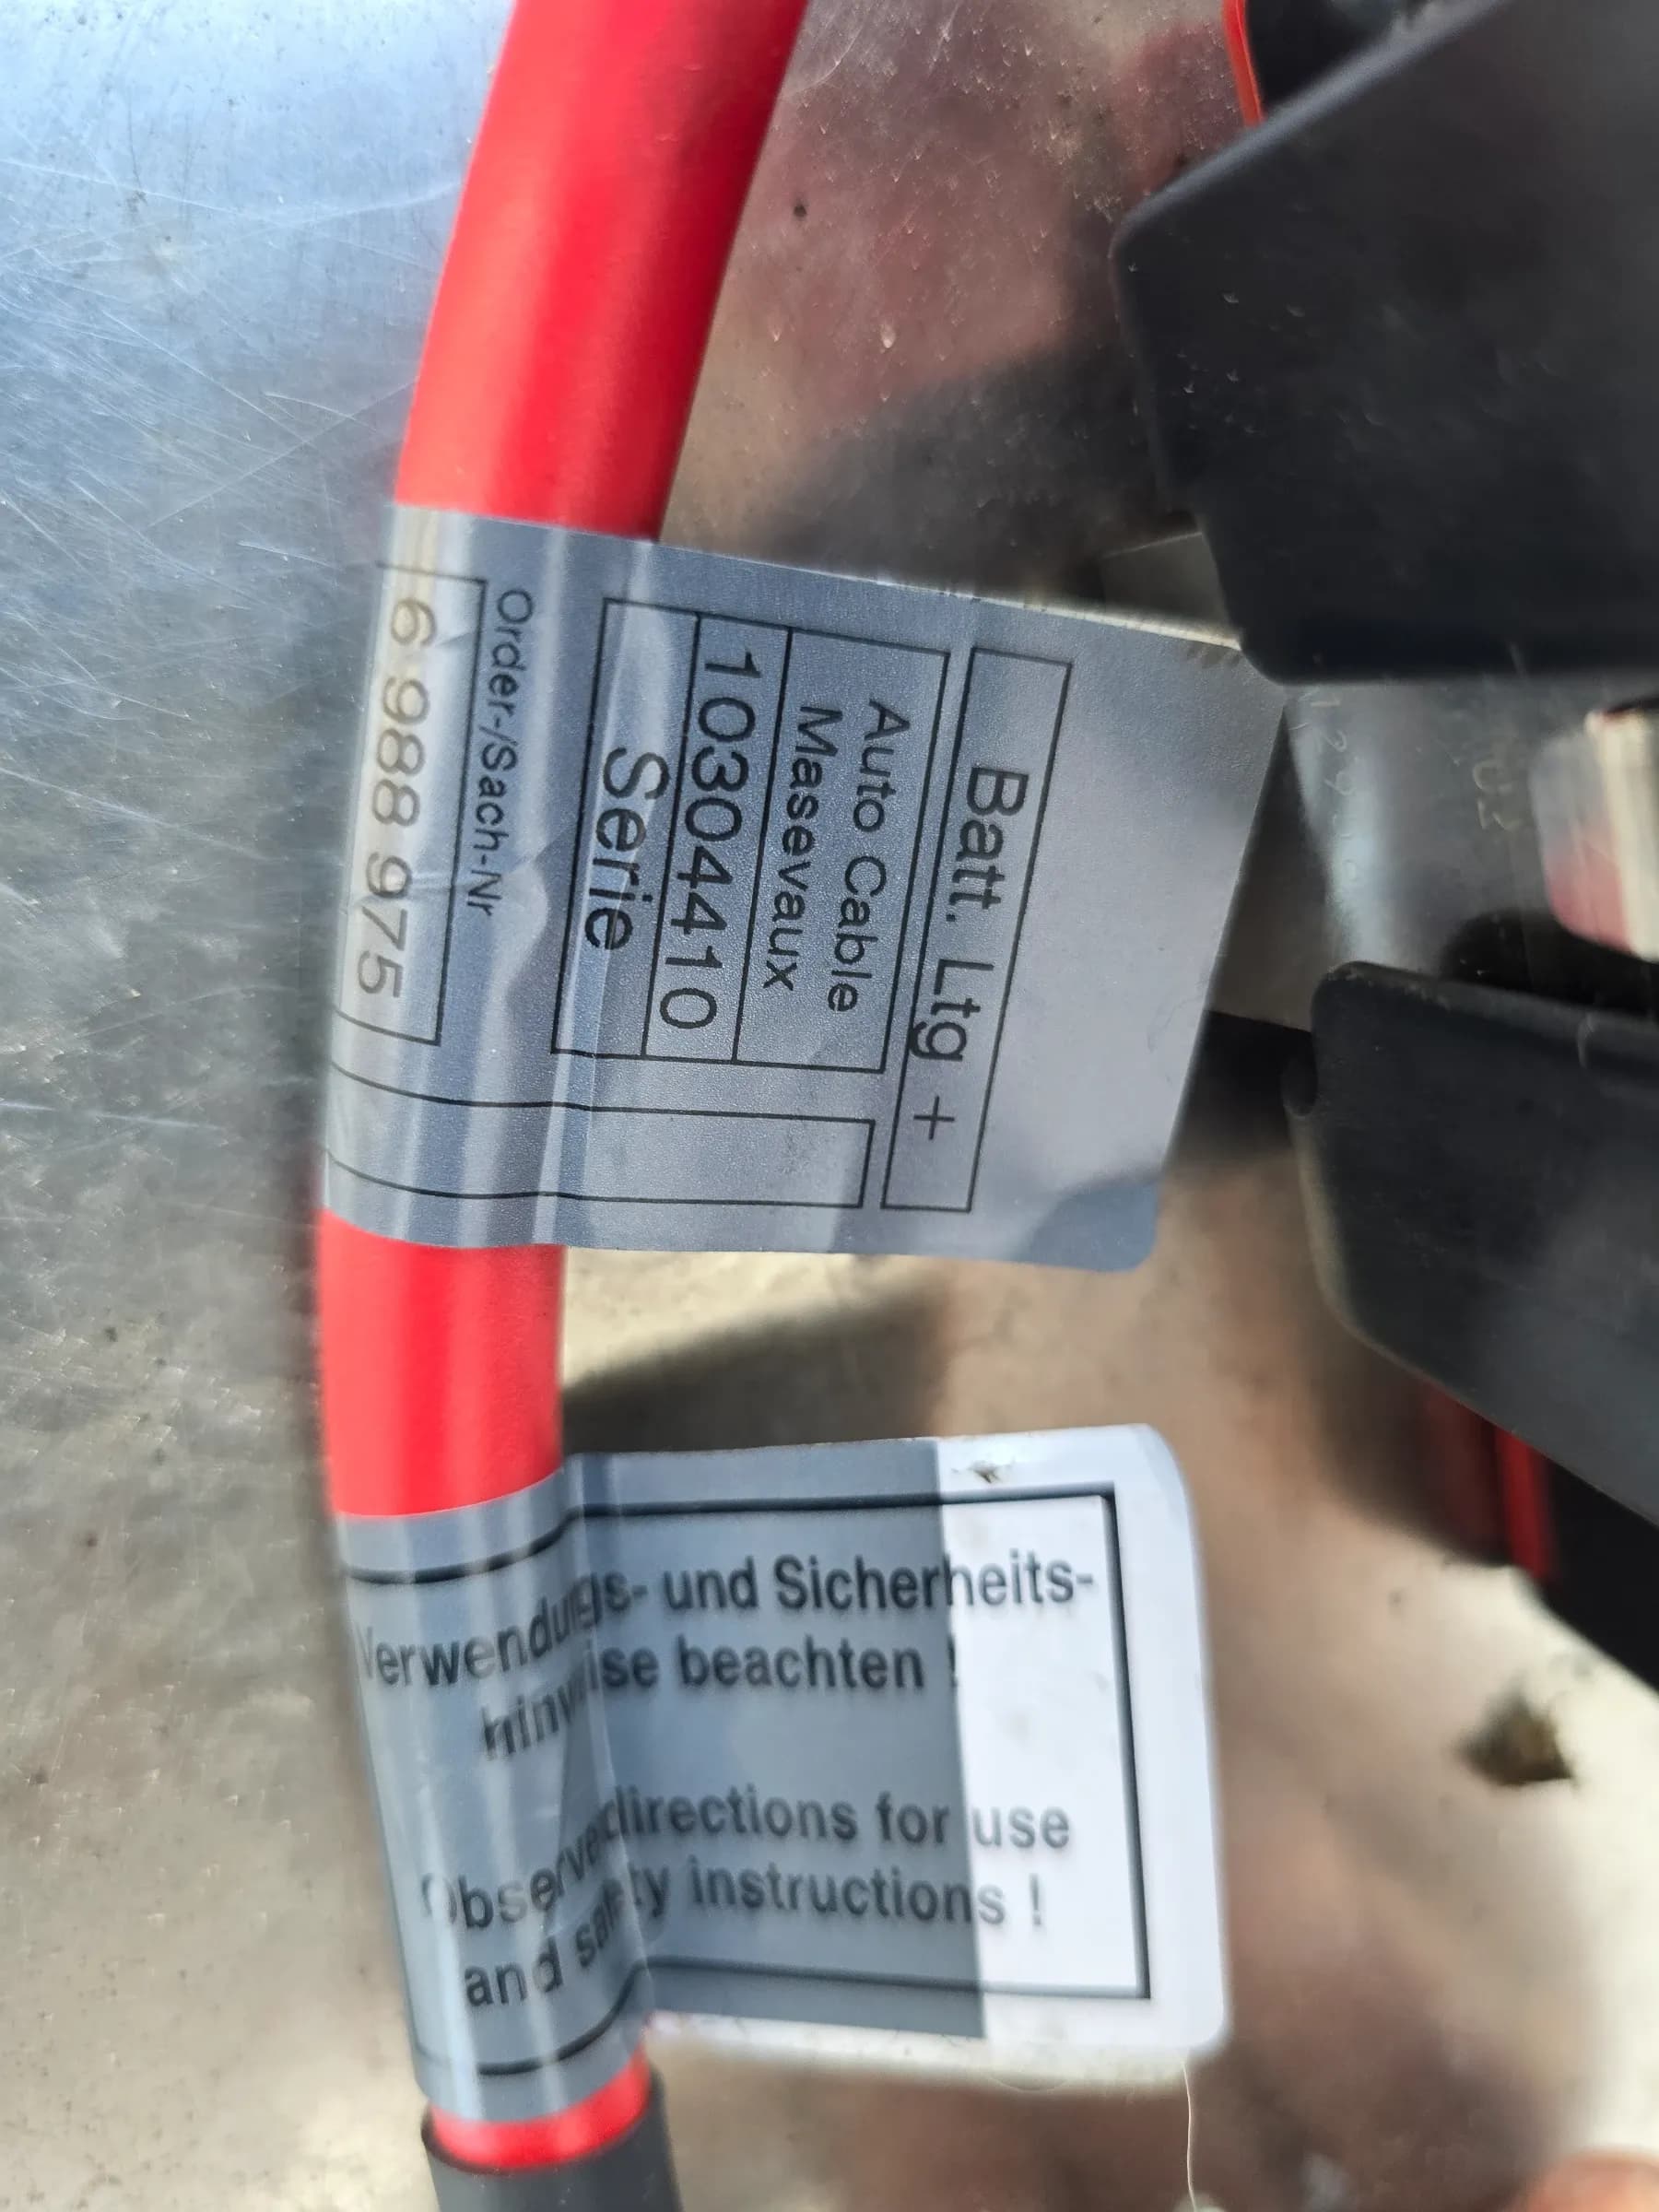 Batt. Ltg +
Auto Cable
Masevaux
10304410
Serie
Order-/Sach-Nr
6 988 975
Verwendungs- und Sicherheits-
hinweise beachten !
Observe directions for use
and safety instructions !